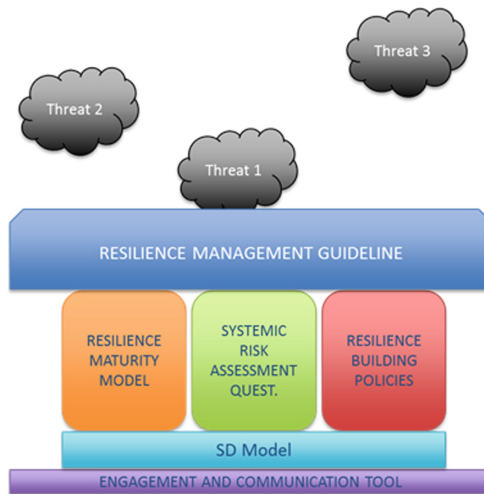 Threat 3
Threat 2
Threat 1
RESILIENCE MANAGEMENT GUIDELINE
RESILIENCE
MATURITY
MODEL
SYSTEMIC
RISK
ASSESSMENT
QUEST.
RESILIENCE
BUILDING
POLICIES
SD Model
ENGAGEMENT AND COMMUNICATION TOOL